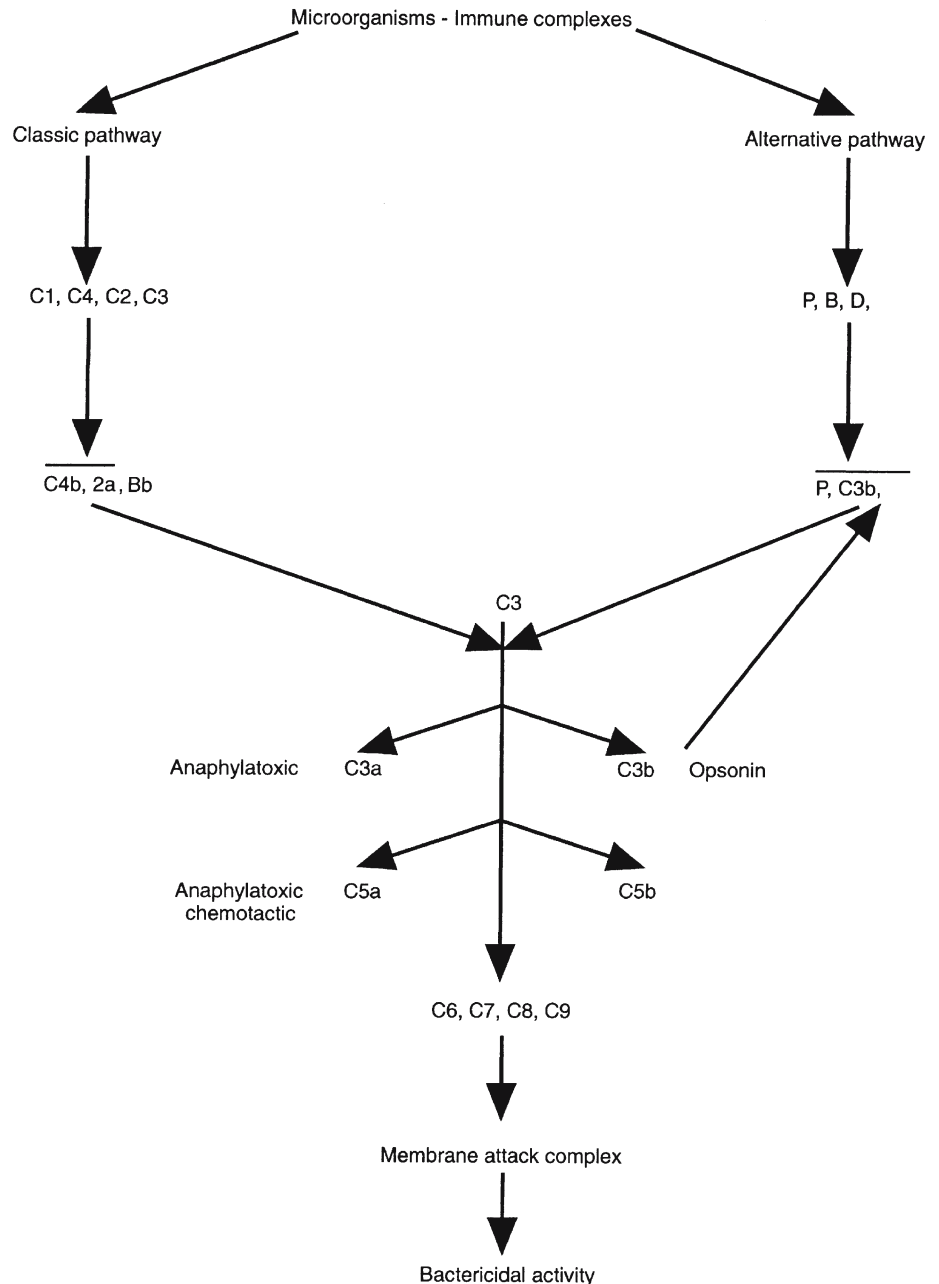 Microorganisms - Immune complexes
Classic pathway
Alternative pathway
C1, C4, C2, C3
P, B, D,
C4b, 2a, Bb
P, C3b,
C3
Anaphylatoxic
C3a
C3b
Opsonin
Anaphylatoxic
chemotactic
C5a
C5b
C6, C7, C8, C9
Membrane attack complex
Bactericidal activity